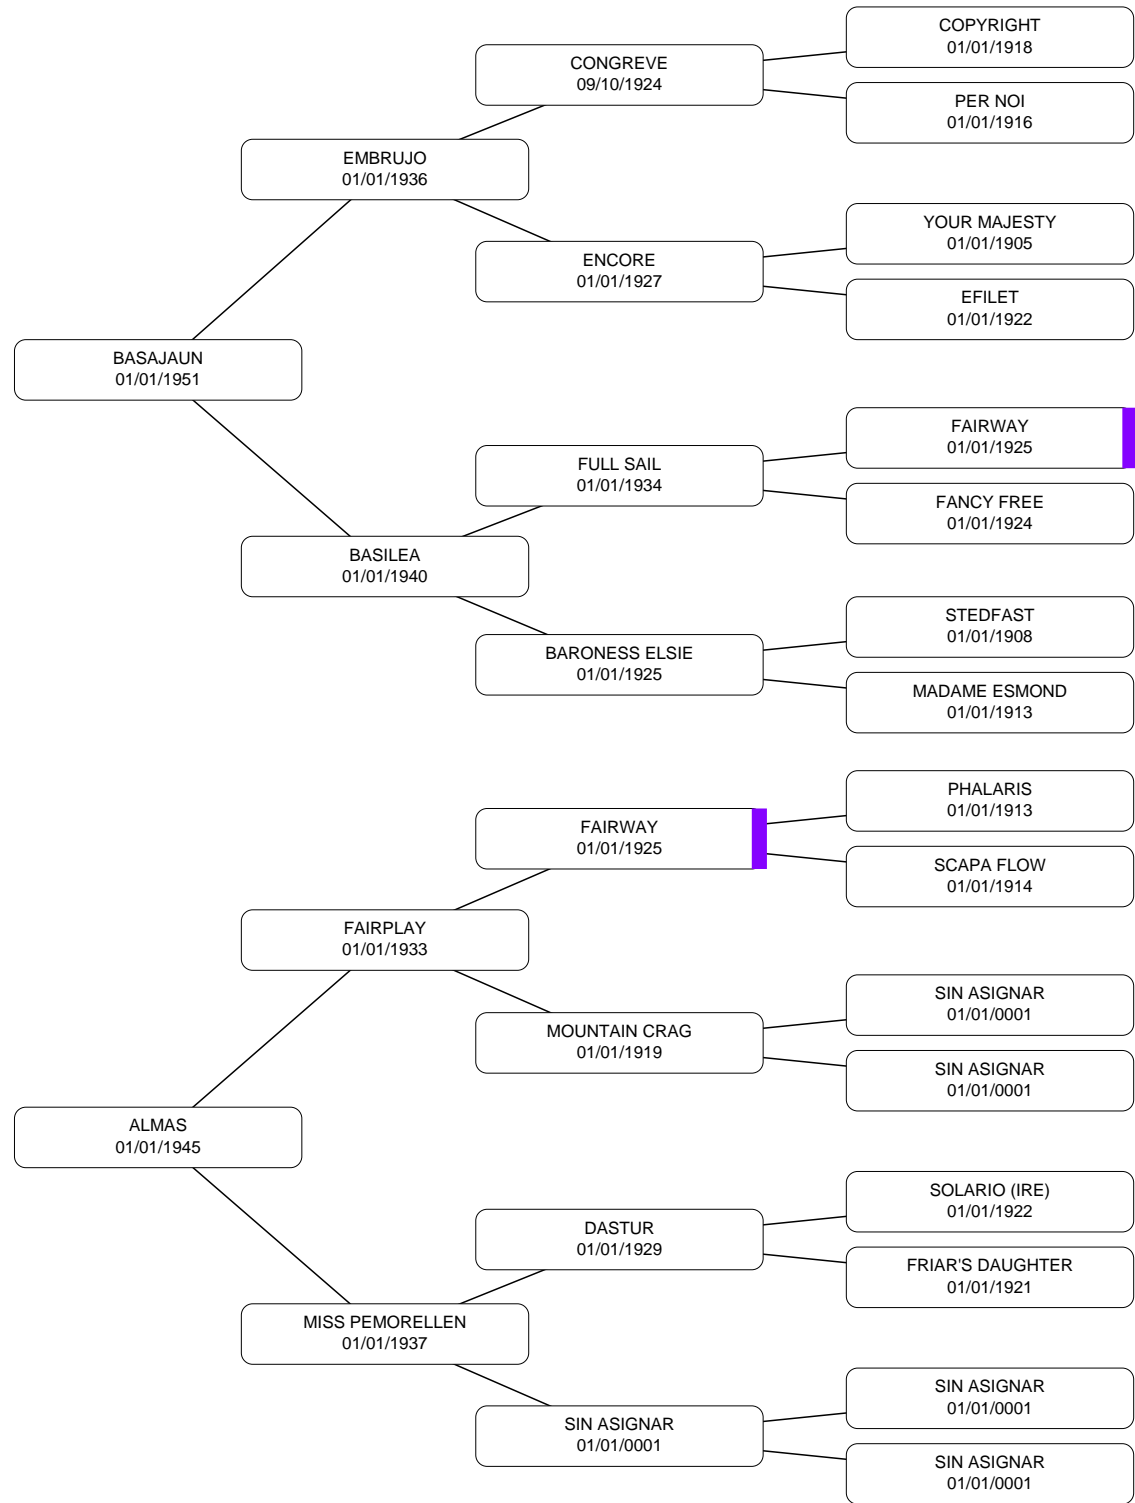 COPYRIGHT
01/01/1918
CONGREVE
09/10/1924
PER NOI
01/01/1916
EMBRUJO
01/01/1936
YOUR MAJESTY
01/01/1905
ENCORE
01/01/1927
EFILET
01/01/1922
BASAJAUN
01/01/1951
FAIRWAY
01/01/1925
FULL SAIL
01/01/1934
FANCY FREE
01/01/1924
BASILEA
01/01/1940
STEDFAST
01/01/1908
BARONESS ELSIE
01/01/1925
MADAME ESMOND
01/01/1913
PHALARIS
01/01/1913
FAIRWAY
01/01/1925
SCAPA FLOW
01/01/1914
FAIRPLAY
01/01/1933
SIN ASIGNAR
01/01/0001
MOUNTAIN CRAG
01/01/1919
SIN ASIGNAR
01/01/0001
ALMAS
01/01/1945
SOLARIO (IRE)
01/01/1922
DASTUR
01/01/1929
FRIAR'S DAUGHTER
01/01/1921
MISS PEMORELLEN
01/01/1937
SIN ASIGNAR
01/01/0001
SIN ASIGNAR
01/01/0001
SIN ASIGNAR
01/01/0001